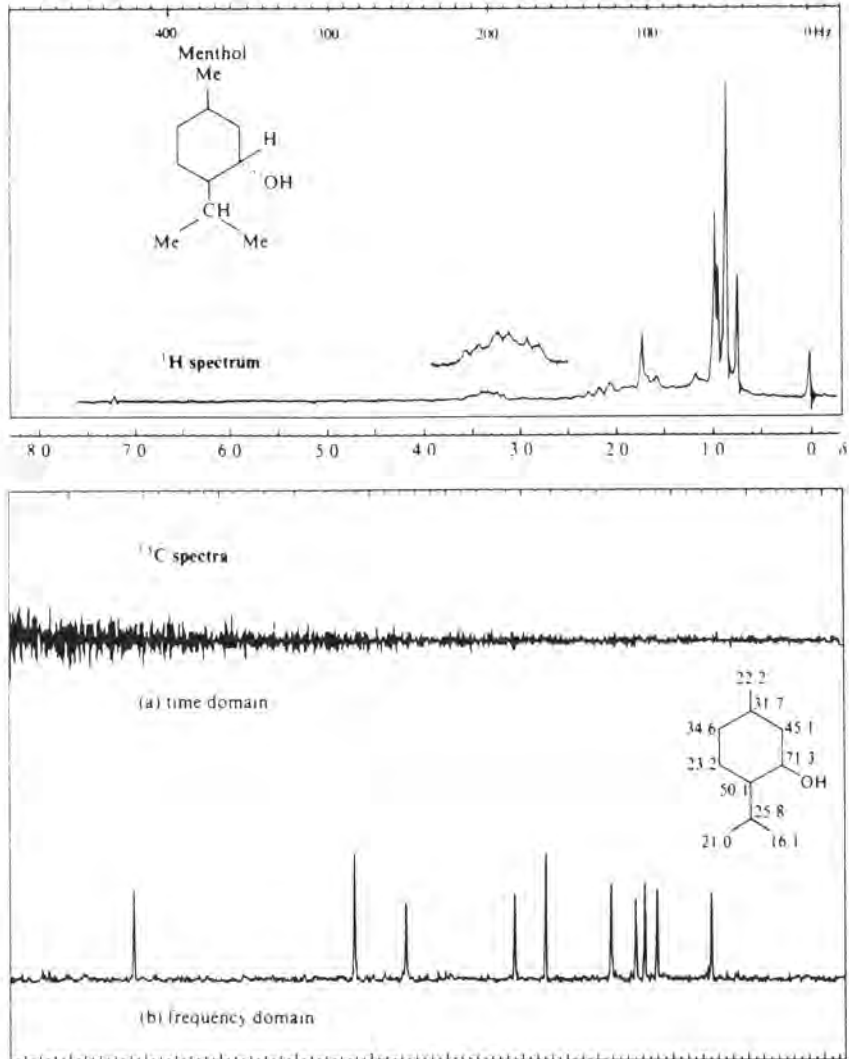 400 300 200 100 0 Hz
Menthol
Me
H
OH
CH
Me Me
¹H spectrum
8·0 7·0 6·0 5·0 4·0 3·0 2·0 1·0
¹³C spectra
(a) time domain
22·2
31·7
34·6 45·1
23·2 71·3
OH
50·1
25·8
21·0 16·1
(b) frequency domain